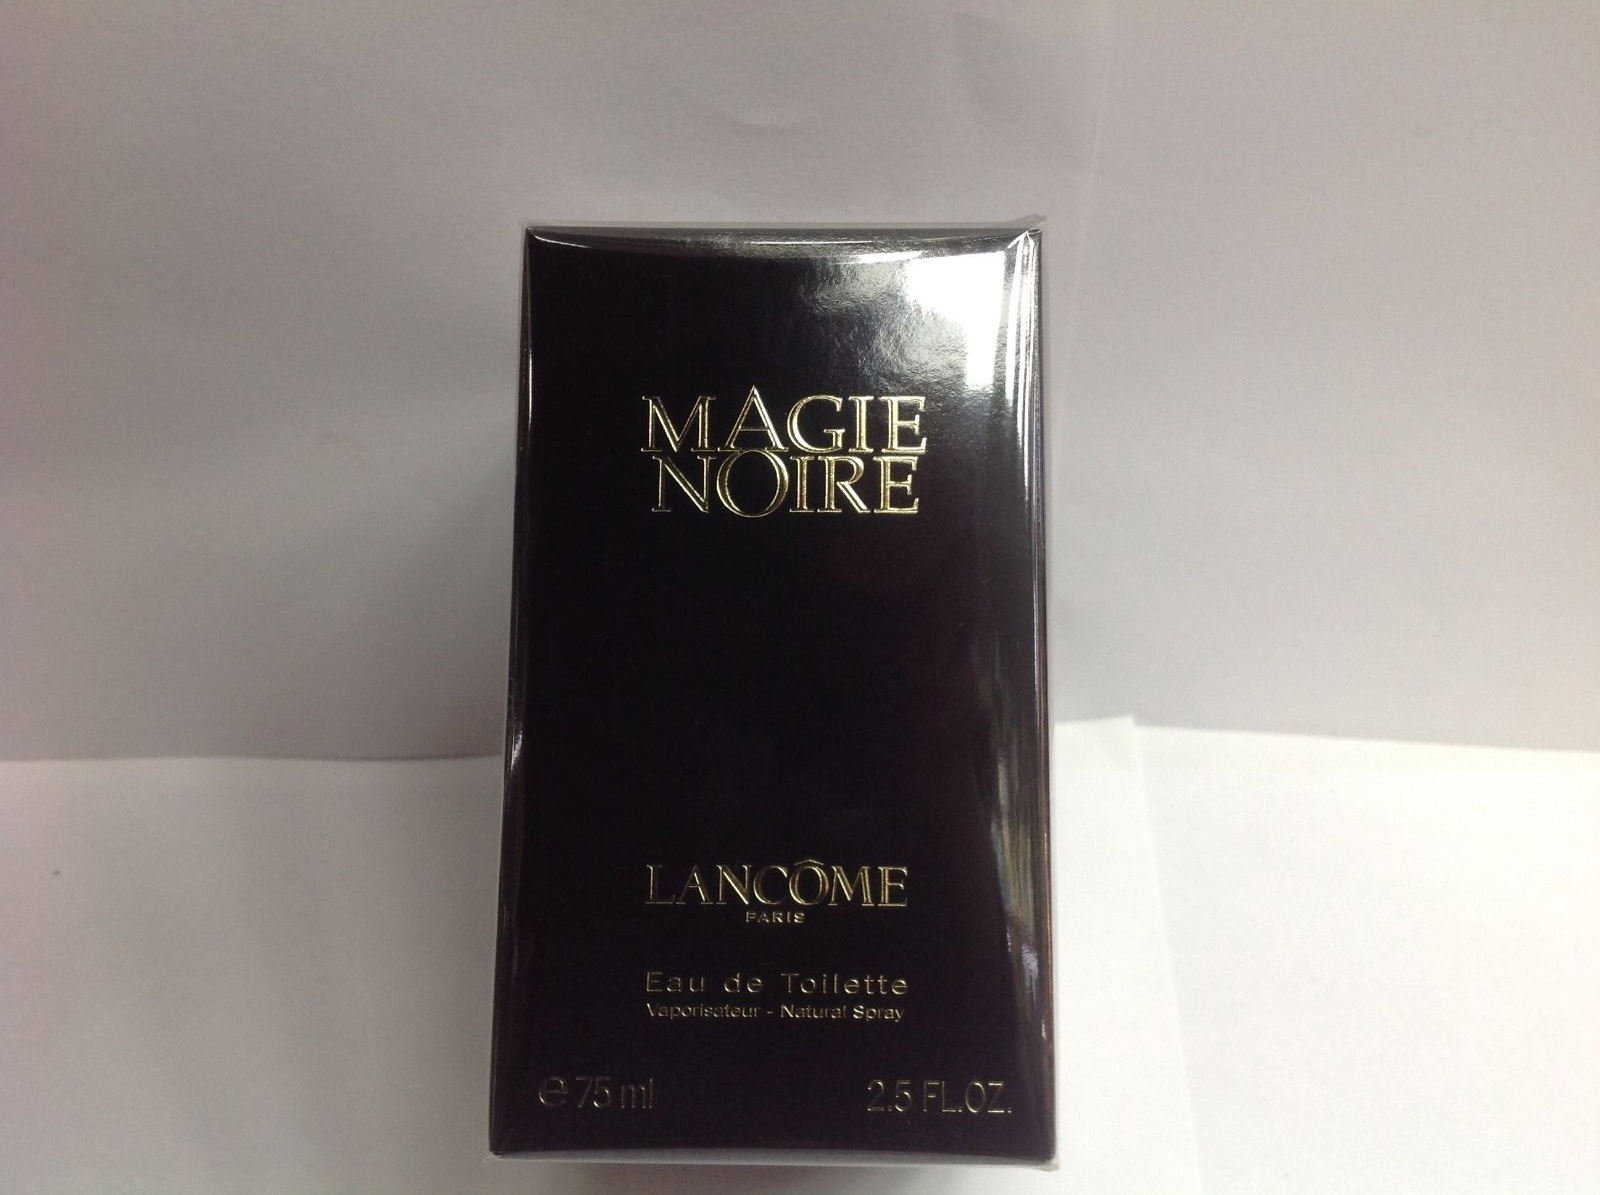 MAGIE
NOIRE
LANCÔME
PARIS
Eau de Toilette
Vaporisateur - Natural Spray
℮ 75 ml 2.5 FL.OZ.